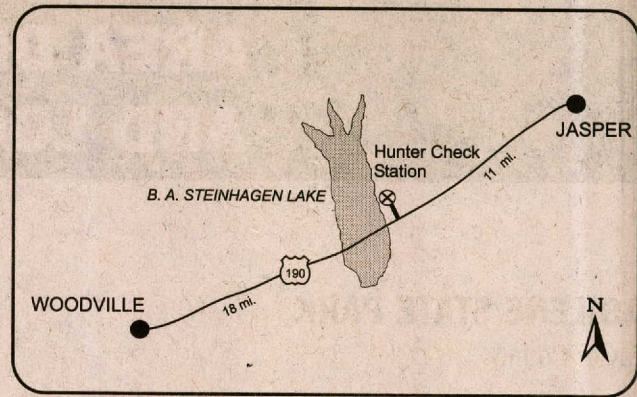 JASPER
Hunter Check
Station
11 mi.
B. A. STEINHAGEN LAKE
190
WOODVILLE
18 mi.
N